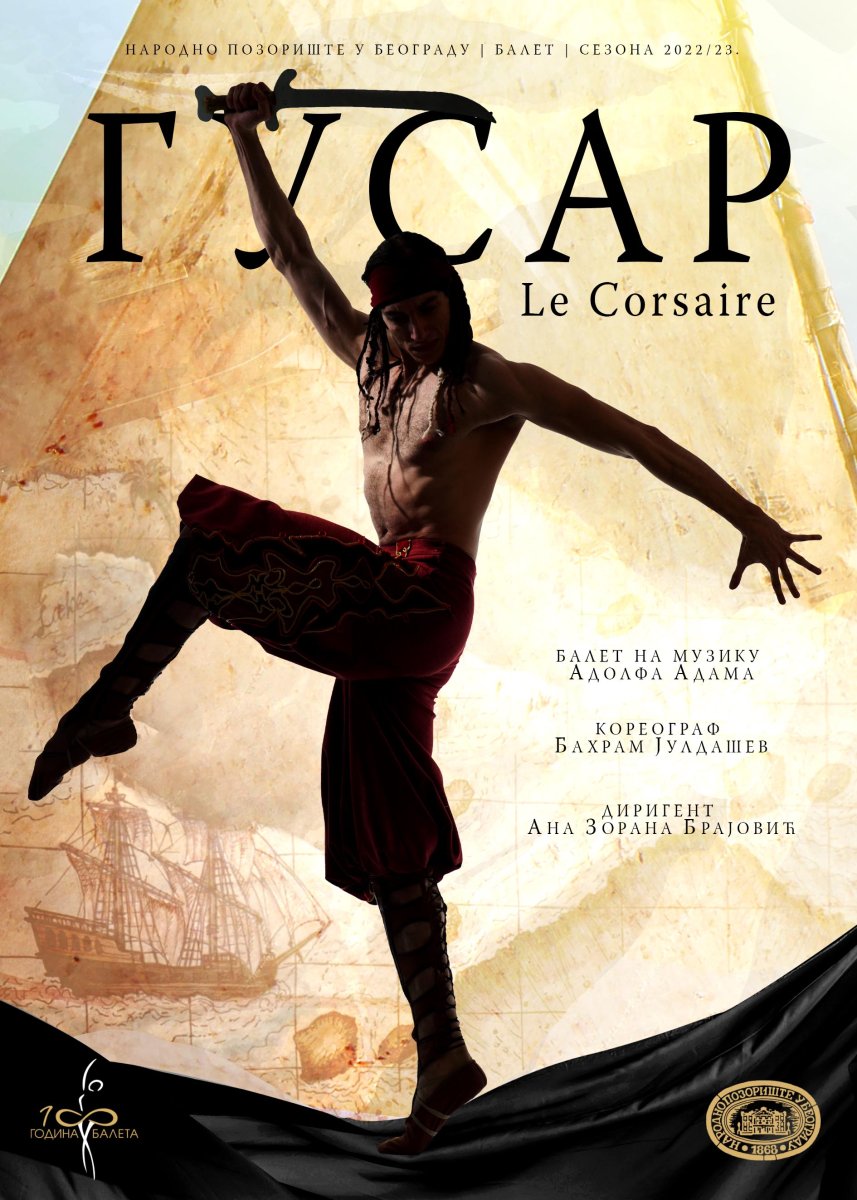 НАРОДНО ПОЗОРИШТЕ У БЕОГРАДУ | БАЛЕТ | СЕЗОНА 2022/23.
ГУСАР
Le Corsaire
БАЛЕТ НА МУЗИКУ
АДОЛФА АДАМА
КОРЕОГРАФ
БАХРАМ ЈУЛДАШЕВ
ДИРИГЕНТ
АНА ЗОРАНА БРАЈОВИЋ
100
ГОДИНА БАЛЕТА
НАРОДНО ПОЗОРИШТЕ У БЕОГРАДУ
1868